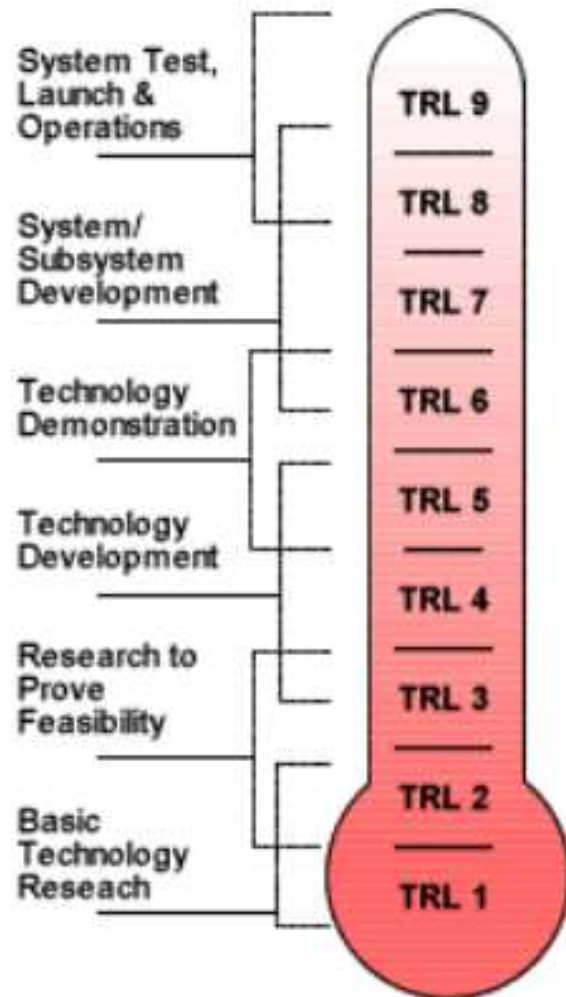 System Test,
Launch &
Operations
System/
Subsystem
Development
Technology
Demonstration
Technology
Development
Research to
Prove
Feasibility
Basic
Technology
Reseach
TRL 9
TRL 8
TRL 7
TRL 6
TRL 5
TRL 4
TRL 3
TRL 2
TRL 1